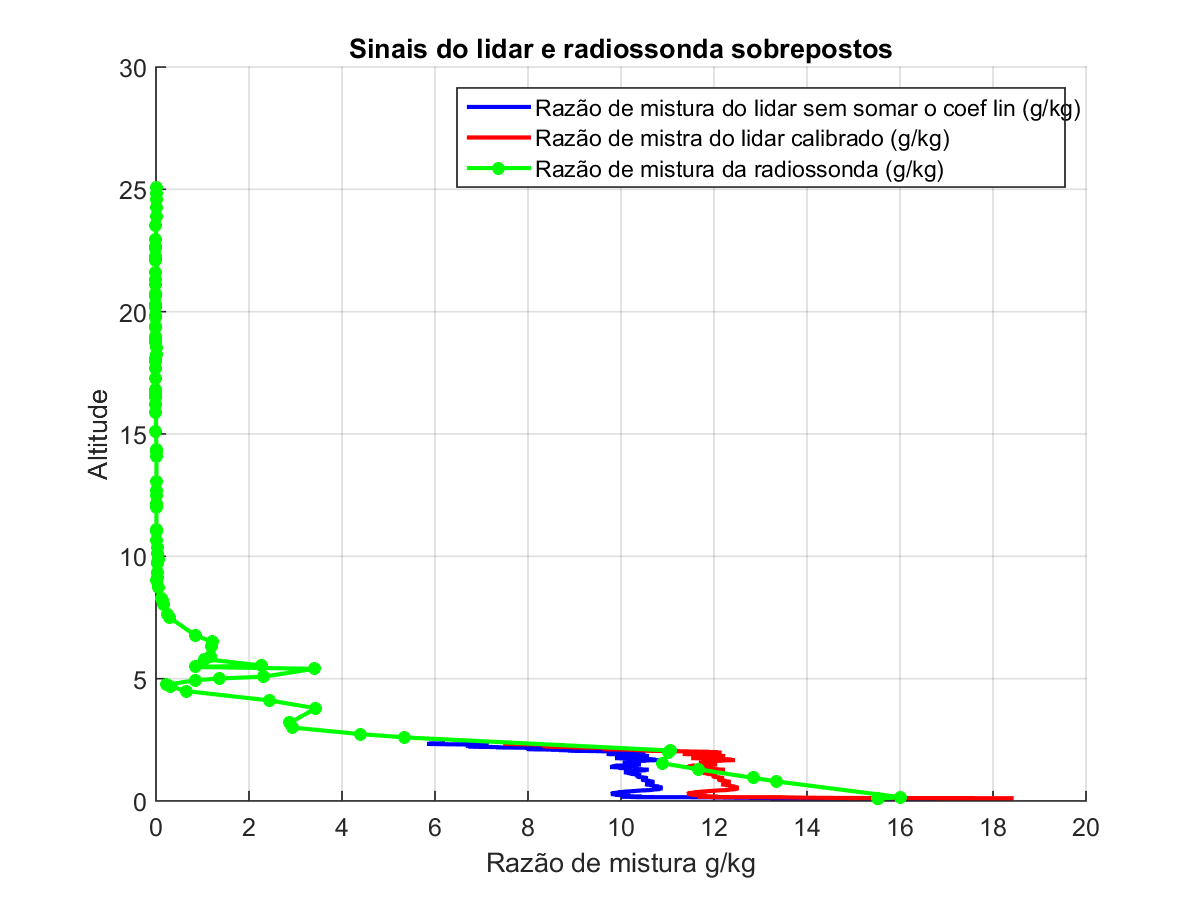 Sinais do lidar e radiossonda sobrepostos
Razão de mistura do lidar sem somar o coef lin (g/kg)
Razão de mistra do lidar calibrado (g/kg)
Razão de mistura da radiossonda (g/kg)
30
25
20
15
10
5
0
Altitude
0 2 4 6 8 10 12 14 16 18 20
Razão de mistura g/kg